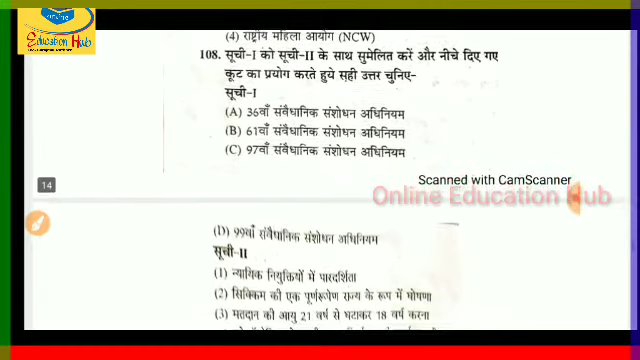 (4) राष्ट्रीय महिला आयोग (NCW)
108. सूची-I को सूची-II के साथ सुमेलित करें और नीचे दिए गए
कूट का प्रयोग करते हुये सही उत्तर चुनिए-
सूची-I
(A) 36वाँ संवैधानिक संशोधन अधिनियम
(B) 61वाँ संवैधानिक संशोधन अधिनियम
(C) 97वाँ संवैधानिक संशोधन अधिनियम
Scanned with CamScanner
14
Online Education Hub
(D) 99वाँ संवैधानिक संशोधन अधिनियम
सूची-II
(1) न्यायिक नियुक्तियों में पारदर्शिता
(2) सिक्किम की एक पूर्णरूपेण राज्य के रूप में घोषणा
(3) मतदान की आयु 21 वर्ष से घटाकर 18 वर्ष करना
Education Hub